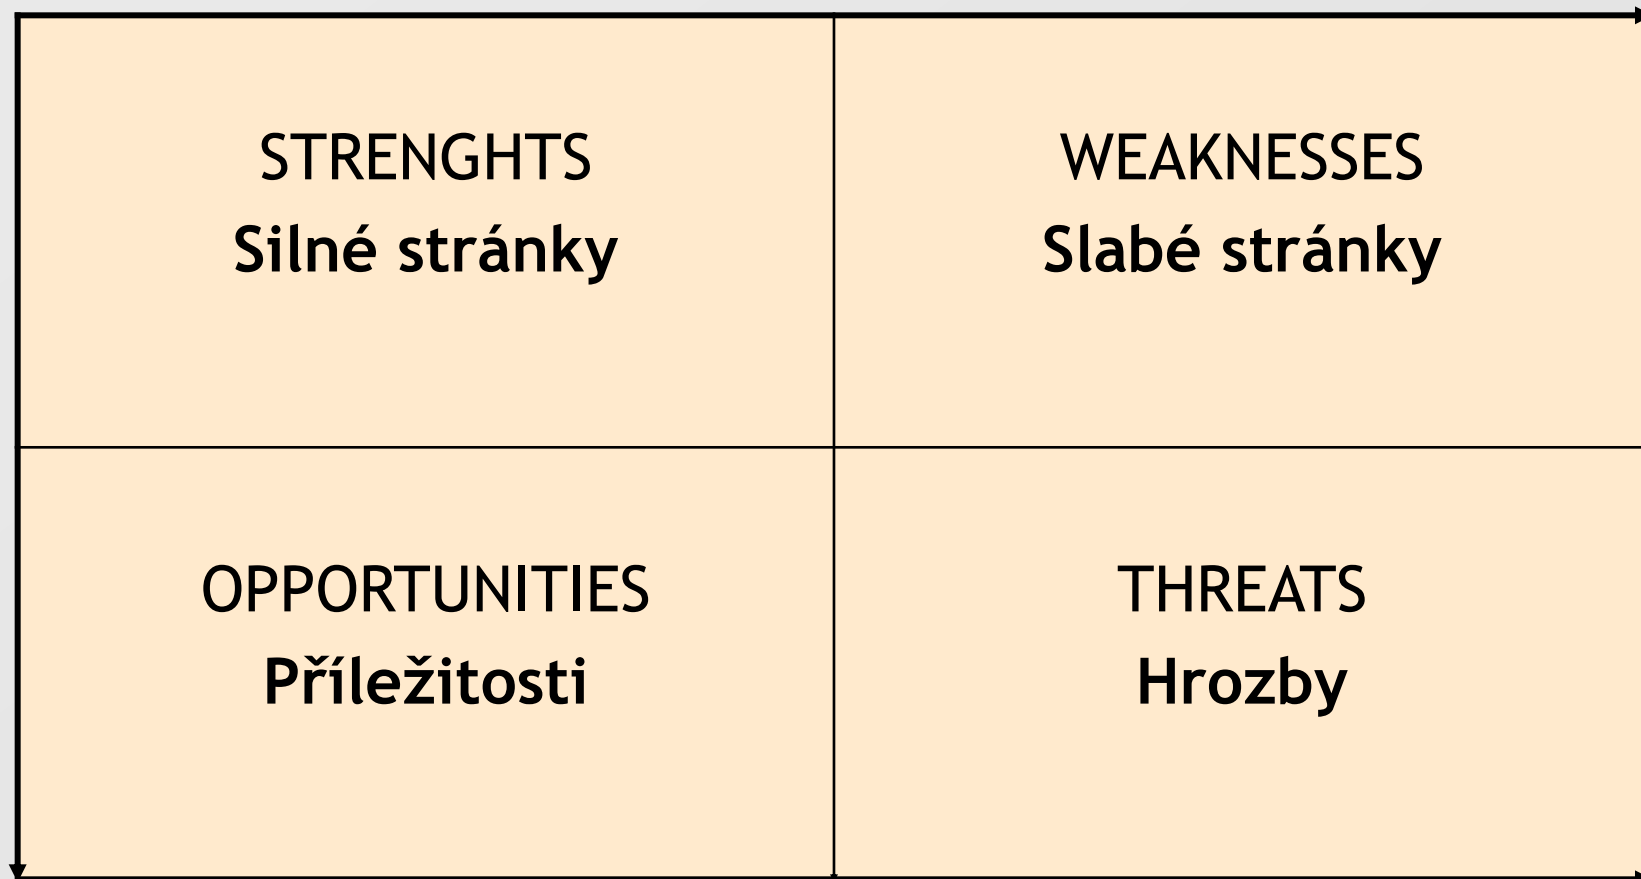 STRENGHTS
Silné stránky
WEAKNESSES
Slabé stránky
OPPORTUNITIES
Příležitosti
THREATS
Hrozby